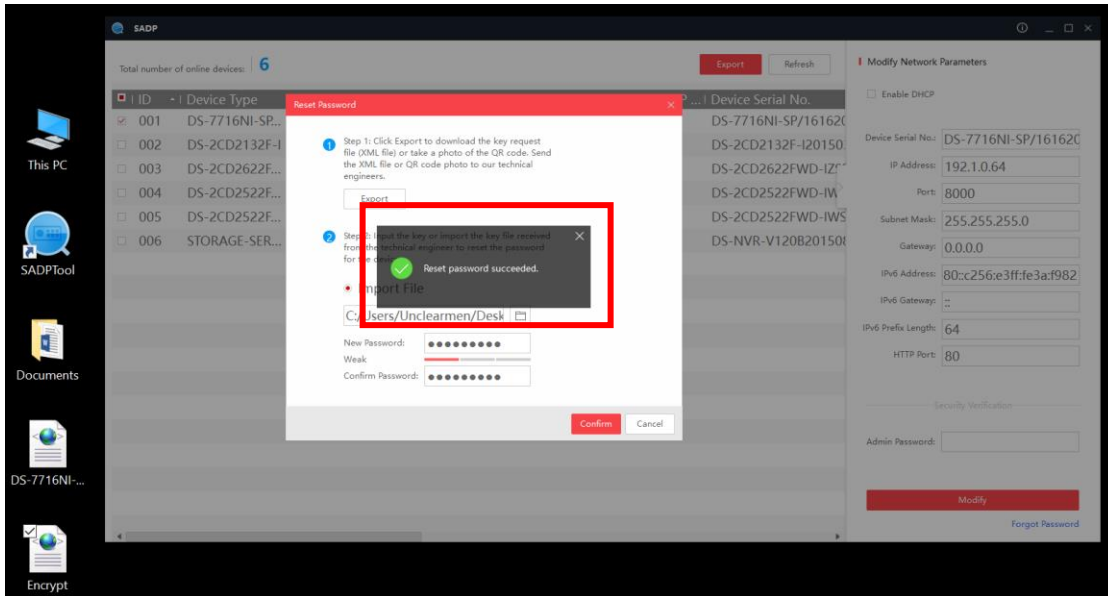 SADP
Total number of online devices: 6
Export
Refresh
ID
Device Type
Device Serial No.
001 DS-7716NI-SP... DS-7716NI-SP/161620
002 DS-2CD2132F-I DS-2CD2132F-I20150
003 DS-2CD2622F... DS-2CD2622FWD-IZS
004 DS-2CD2522F... DS-2CD2522FWD-IW
005 DS-2CD2522F... DS-2CD2522FWD-IWS
006 STORAGE-SER... DS-NVR-V120B201508
Reset Password
1
Step 1: Click Export to download the key request
file (XML file) or take a photo of the QR code. Send
the XML file or QR code photo to our technical
engineers.
Export
2
Step 2: Input the key or import the key file received
from the technical engineer to reset the password
for the
Reset password succeeded.
Import File
C:/Users/Unclearmen/Desk
New Password:
Weak
Confirm Password:
Confirm
Cancel
Modify Network Parameters
Enable DHCP
Device Serial No.: DS-7716NI-SP/161620
IP Address: 192.1.0.64
Port: 8000
Subnet Mask: 255.255.255.0
Gateway: 0.0.0.0
IPv6 Address: 80::c256:e3ff:fe3a:f982
IPv6 Gateway: ::
IPv6 Prefix Length: 64
HTTP Port: 80
Security Verification
Admin Password:
Modify
Forgot Password
This PC
SADPTool
Documents
DS-7716NI-...
Encrypt